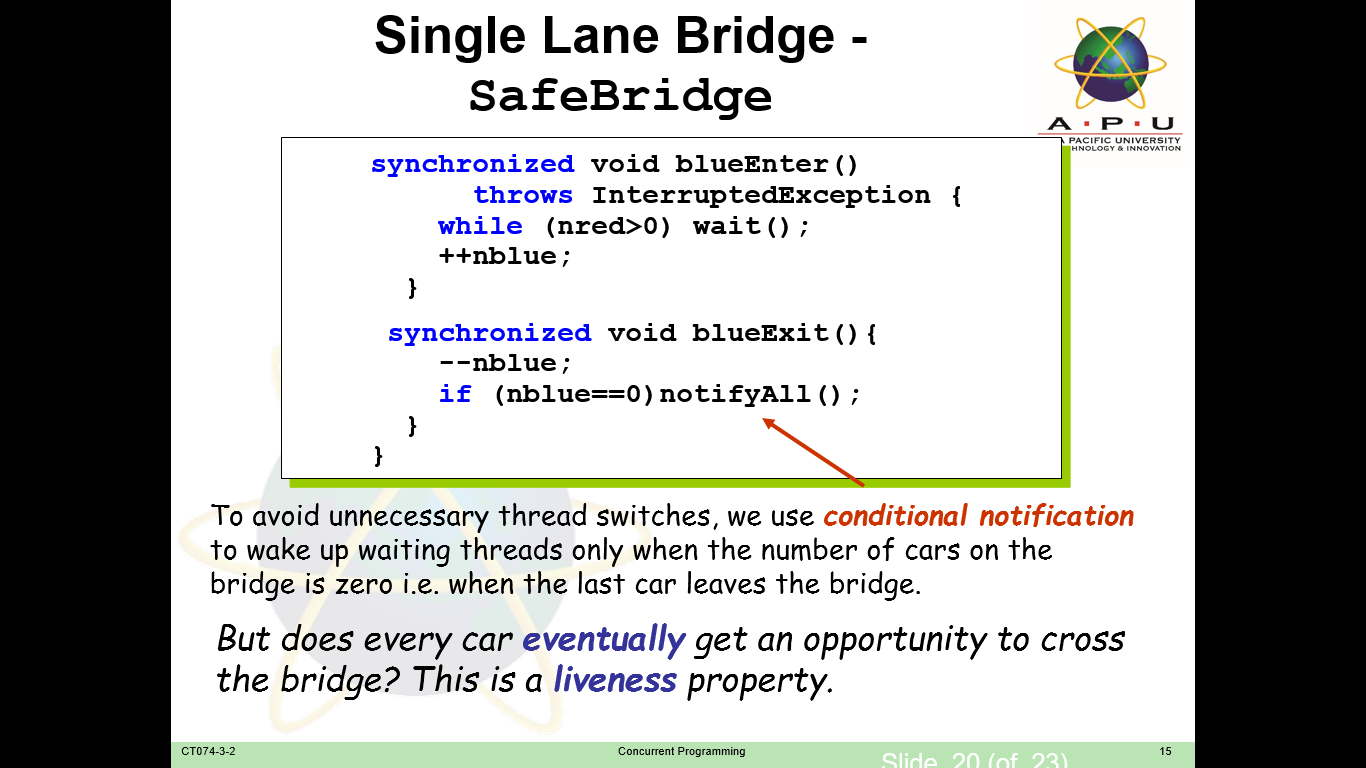 Single Lane Bridge -
SafeBridge
A · P · U
A PACIFIC UNIVERSITY
HNOLOGY & INNOVATION
synchronized void blueEnter()
throws InterruptedException {
while (nred>0) wait();
++nblue;
}
synchronized void blueExit(){
--nblue;
if (nblue==0)notifyAll();
}
}
To avoid unnecessary thread switches, we use conditional notification
to wake up waiting threads only when the number of cars on the
bridge is zero i.e. when the last car leaves the bridge.
But does every car eventually get an opportunity to cross
the bridge? This is a liveness property.
CT074-3-2
Concurrent Programming
15
Slide 20 (of 23)